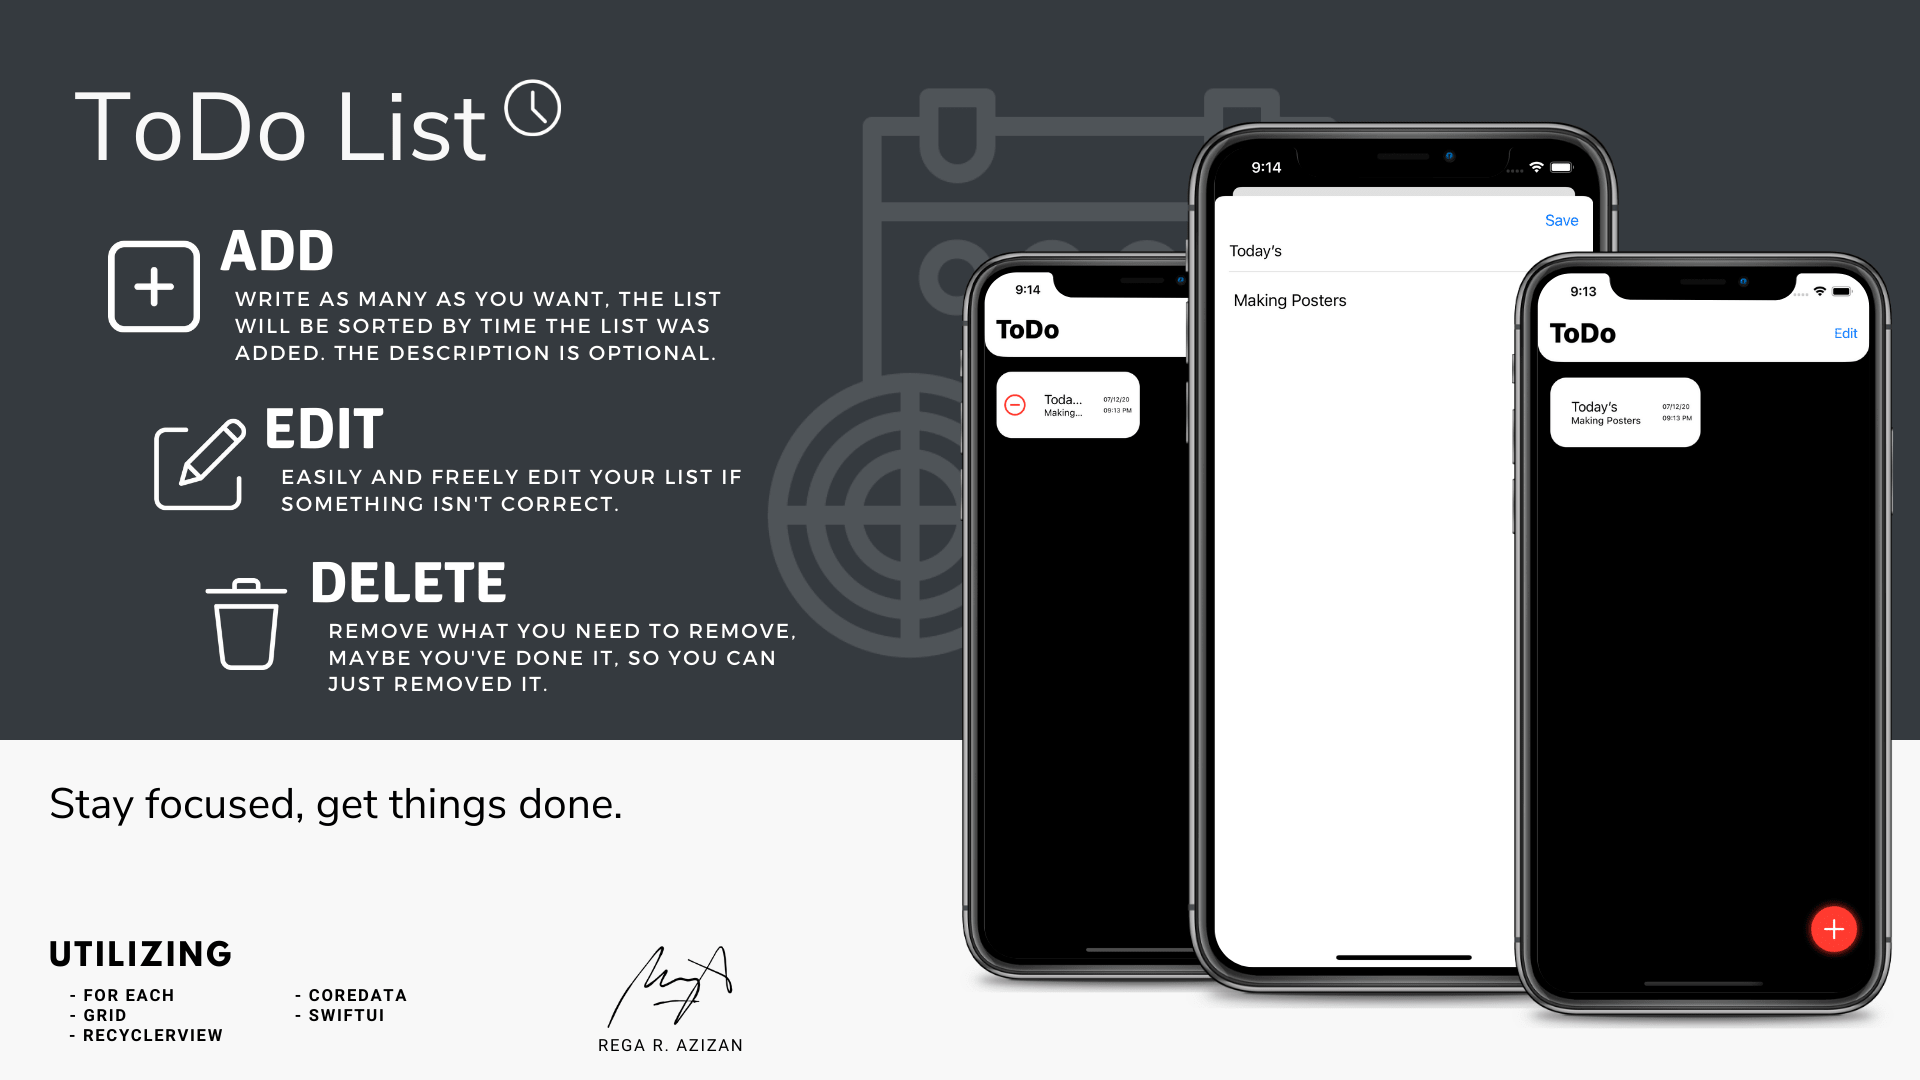 ToDo List
ADD
WRITE AS MANY AS YOU WANT, THE LIST
WILL BE SORTED BY TIME THE LIST WAS
ADDED. THE DESCRIPTION IS OPTIONAL.
EDIT
EASILY AND FREELY EDIT YOUR LIST IF
SOMETHING ISN'T CORRECT.
DELETE
REMOVE WHAT YOU NEED TO REMOVE,
MAYBE YOU'VE DONE IT, SO YOU CAN
JUST REMOVED IT.
Stay focused, get things done.
UTILIZING
- FOR EACH
- GRID
- RECYCLERVIEW
- COREDATA
- SWIFTUI
REGA R. AZIZAN
9:14
ToDo
Toda...
Making...
07/12/20
09:13 PM
9:14
Save
Today's
Making Posters
9:13
ToDo
Edit
Today's
Making Posters
07/12/20
09:13 PM